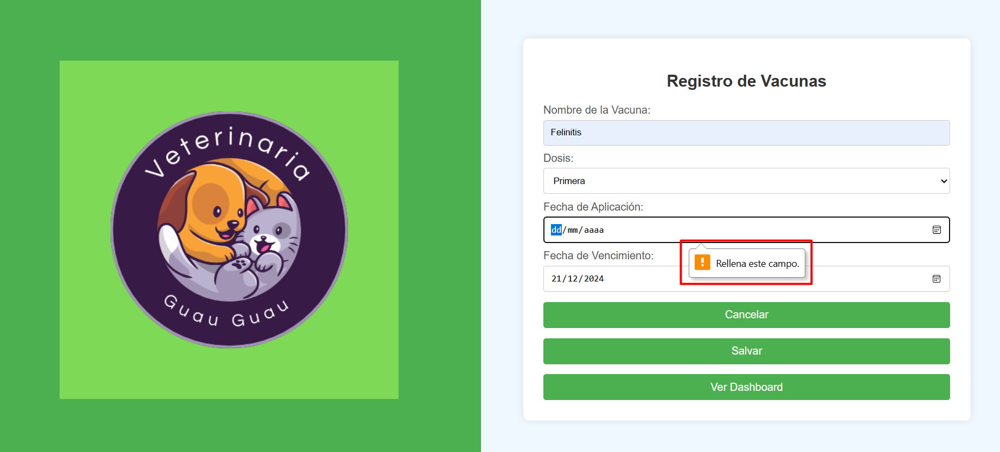 Veterinaria
Guau Guau
Registro de Vacunas
Nombre de la Vacuna:
Felinitis
Dosis:
Primera
Fecha de Aplicación:
dd/mm/aaaa
Fecha de Vencimiento:
Rellena este campo.
21/12/2024
Cancelar
Salvar
Ver Dashboard